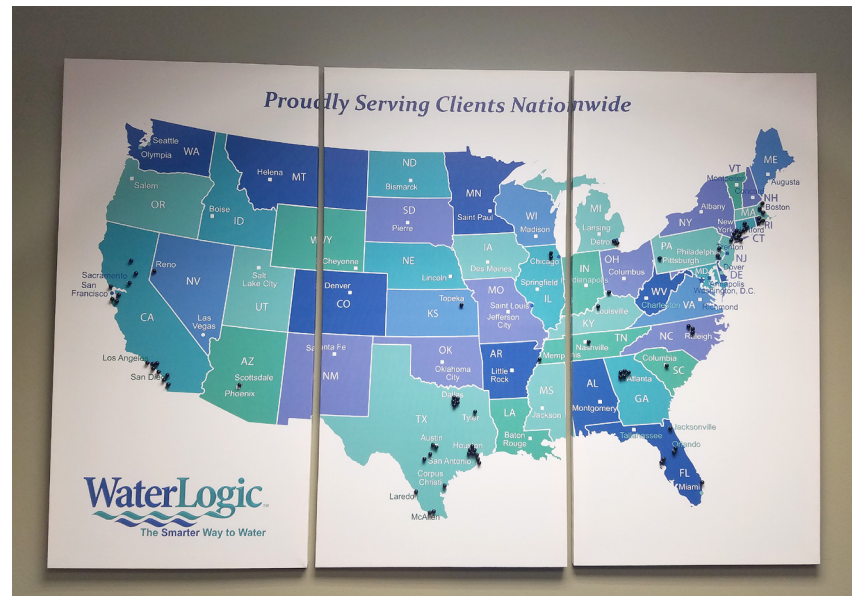 Proudly Serving Clients Nationwide
Seattle
Olympia
WA
Salem
OR
Boise
ID
Helena
MT
WY
Cheyenne
ND
Bismarck
SD
Pierre
NE
Lincoln
MN
Saint Paul
WI
Madison
MI
Lansing
IA
Des Moines
Chicago
Springfield
IL
IN
OH
Columbus
Sacramento
San
Francisco
CA
Reno
NV
Las
Vegas
Salt
Lake City
UT
Denver
CO
Topeka
KS
MO
Saint Louis
Jefferson
City
KY
WV
Charleston
VA
Richmond
PA
Philadelphia
Pittsburgh
NY
Albany
VT
ME
Augusta
NH
Boston
MA
RI
CT
NJ
Dover
DE
MD
Annapolis
Washington, D.C.
Los Angeles
San Diego
AZ
Scottsdale
Phoenix
Santa Fe
NM
OK
Oklahoma
City
AR
Little
Rock
Memphis
TN
Nashville
NC
Raleigh
Columbia
SC
Atlanta
GA
AL
Montgomery
MS
Jackson
LA
Baton
Rouge
TX
Dallas
Tyler
Austin
Houston
San Antonio
Corpus
Christi
Laredo
McAllen
Jacksonville
Tallahassee
Orlando
FL
Miami
WaterLogic
The Smarter Way to Water